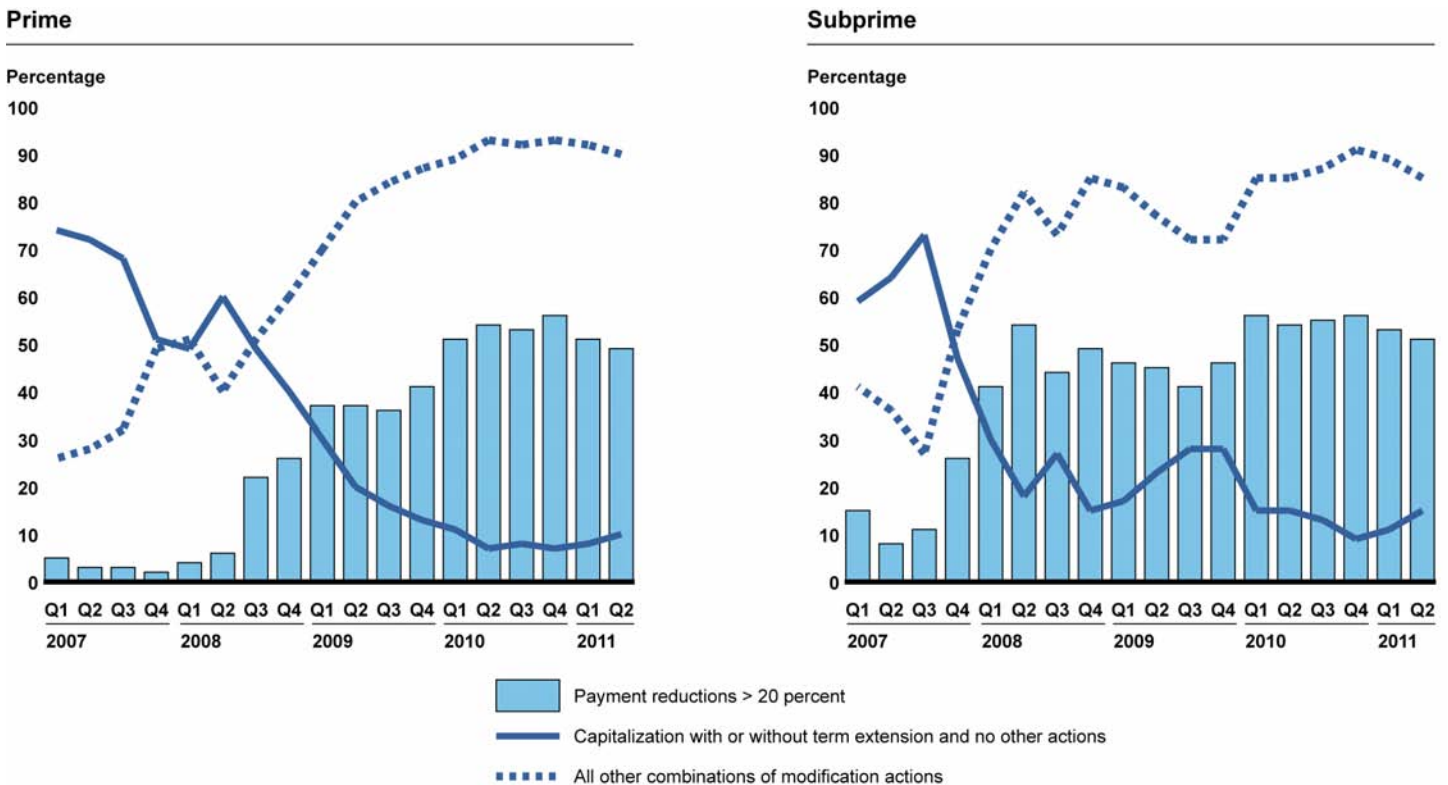 Prime
Percentage
100
90
80
70
60
50
40
30
20
10
0
Q1 Q2 Q3 Q4 Q1 Q2 Q3 Q4 Q1 Q2 Q3 Q4 Q1 Q2 Q3 Q4 Q1 Q2
2007 2008 2009 2010 2011
Subprime
Percentage
100
90
80
70
60
50
40
30
20
10
0
Q1 Q2 Q3 Q4 Q1 Q2 Q3 Q4 Q1 Q2 Q3 Q4 Q1 Q2 Q3 Q4 Q1 Q2
2007 2008 2009 2010 2011
Payment reductions > 20 percent
Capitalization with or without term extension and no other actions
All other combinations of modification actions